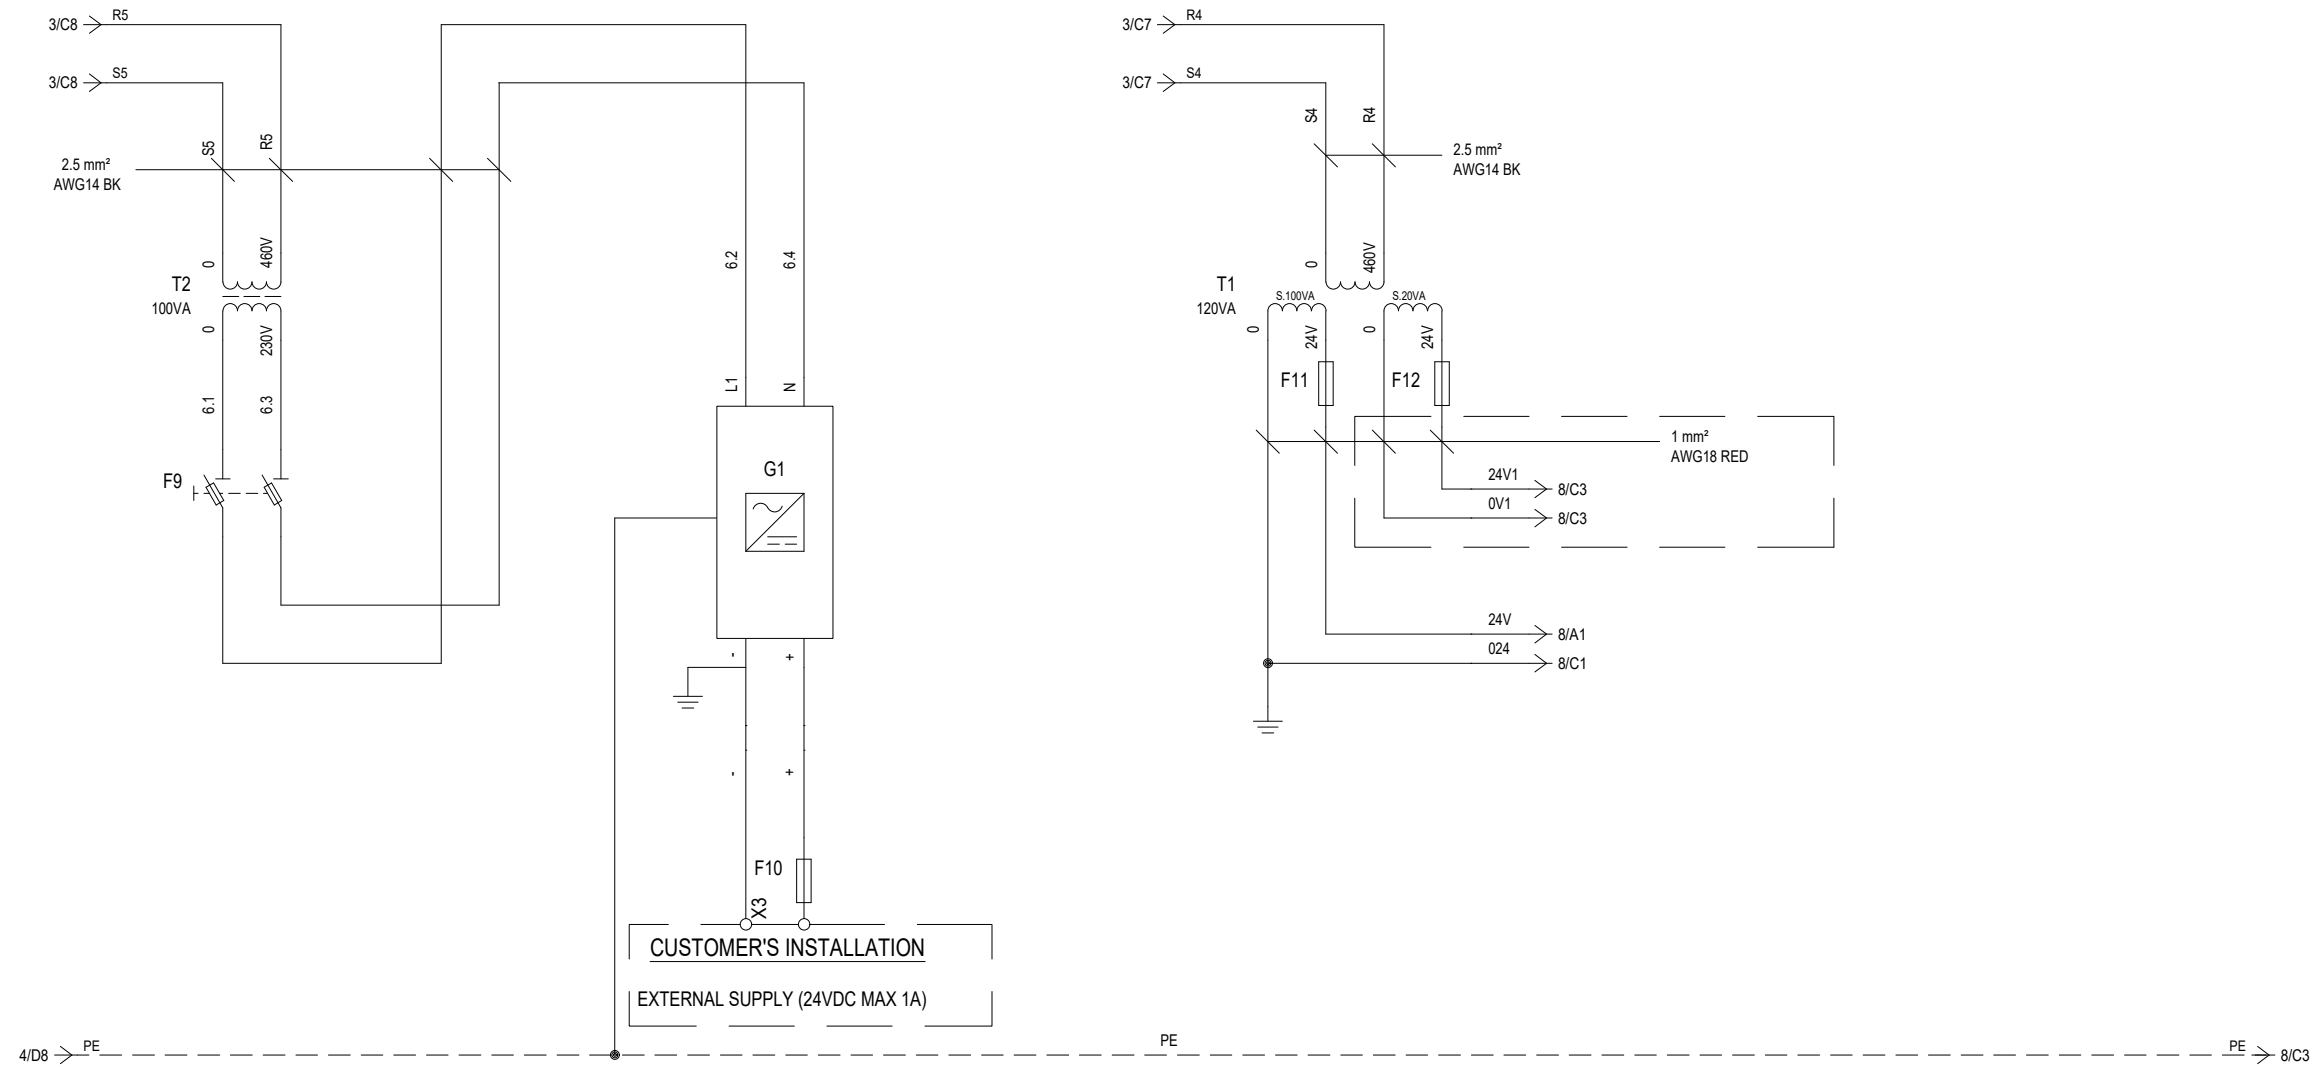 3/C8 R5
3/C8 S5
S5
R5
2.5 mm²
AWG14 BK
0
460V
T2
100VA
0
230V
6.1
6.3
F9
6.2
6.4
L1
N
G1
-
+
-
+
F10
X3
CUSTOMER'S INSTALLATION
EXTERNAL SUPPLY (24VDC MAX 1A)
3/C7 R4
3/C7 S4
S4
R4
2.5 mm²
AWG14 BK
0
460V
T1
120VA
S.100VA
S.20VA
0
24V
0
24V
F11
F12
1 mm²
AWG18 RED
24V1
8/C3
0V1
8/C3
24V
8/A1
024
8/C1
4/D8 PE
PE
PE 8/C3